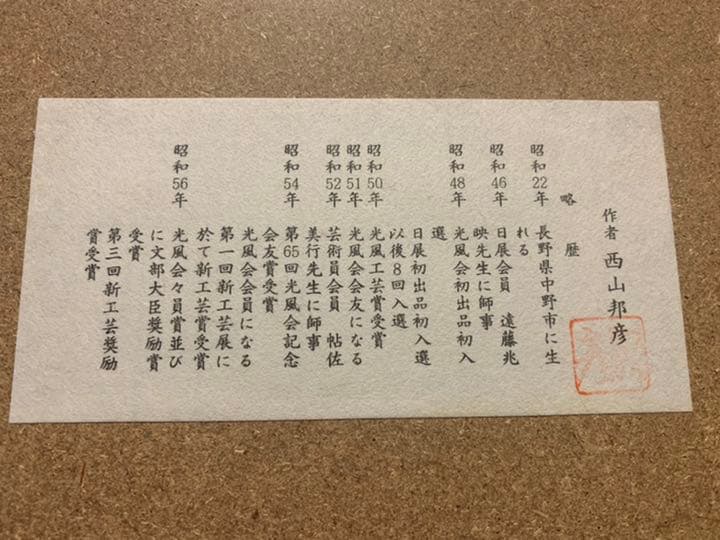 作者 西山邦彦
略歴
昭和22年 長野県中野市に生
れる
昭和46年 日展会員 遠藤兆
映先生に師事
昭和48年 光風会初出品初入
選
日展初出品初入選
以後8回入選
昭和50年 光風工芸賞受賞
昭和51年 光風会会友になる
昭和52年 芸術員会員 帖佐
美行先生に師事
昭和54年 第65回光風会記念
会友賞受賞
光風会会員になる
第一回新工芸展に
於て新工芸賞受賞
昭和56年 光風会々員賞並び
に文部大臣奨励賞
受賞
第三回新工芸奨励
賞受賞